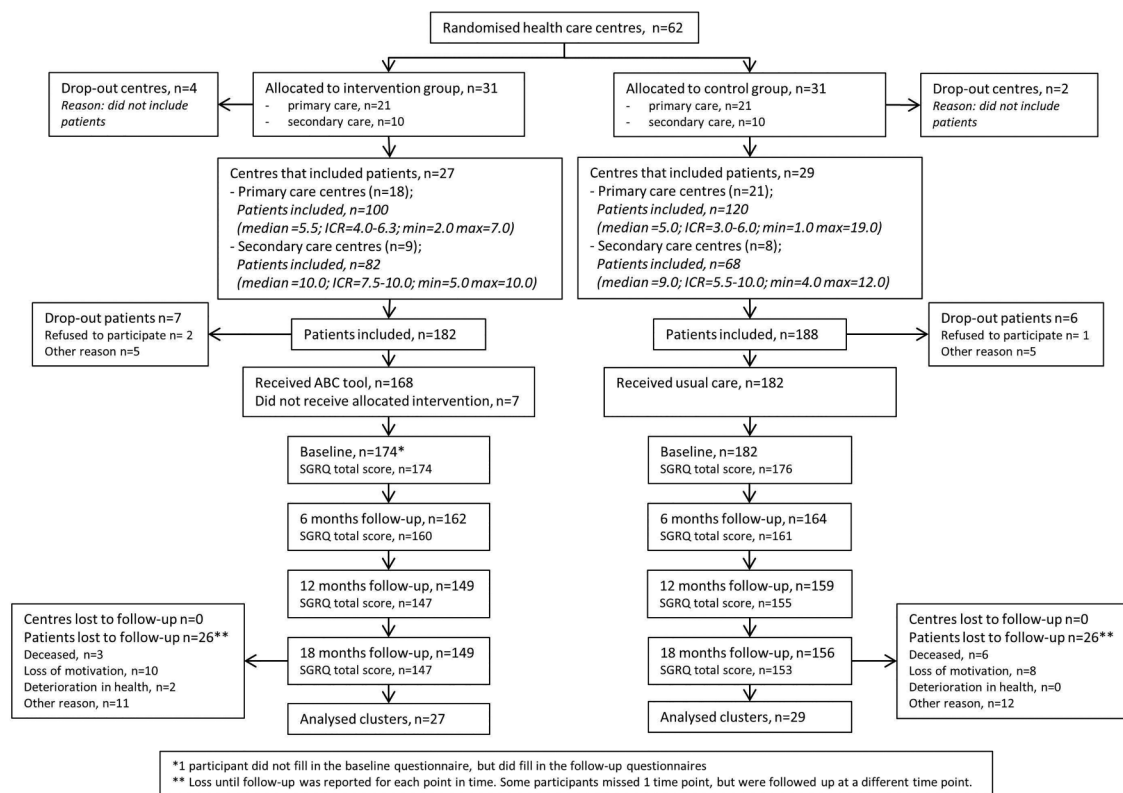 Randomised health care centres, n=62
Drop-out centres, n=4
Reason: did not include
patients
Allocated to intervention group, n=31
- primary care, n=21
- secondary care, n=10
Allocated to control group, n=31
- primary care, n=21
- secondary care, n=10
Drop-out centres, n=2
Reason: did not include
patients
Centres that included patients, n=27
- Primary care centres (n=18);
Patients included, n=100
(median =5.5; ICR=4.0-6.3; min=2.0 max=7.0)
- Secondary care centres (n=9);
Patients included, n=82
(median =10.0; ICR=7.5-10.0; min=5.0 max=10.0)
Centres that included patients, n=29
- Primary care centres (n=21);
Patients included, n=120
(median =5.0; ICR=3.0-6.0; min=1.0 max=19.0)
- Secondary care centres (n=8);
Patients included, n=68
(median =9.0; ICR=5.5-10.0; min=4.0 max=12.0)
Drop-out patients n=7
Refused to participate n= 2
Other reason n=5
Patients included, n=182
Patients included, n=188
Drop-out patients n=6
Refused to participate n= 1
Other reason n=5
Received ABC tool, n=168
Did not receive allocated intervention, n=7
Received usual care, n=182
Baseline, n=174*
SGRQ total score, n=174
Baseline, n=182
SGRQ total score, n=176
6 months follow-up, n=162
SGRQ total score, n=160
6 months follow-up, n=164
SGRQ total score, n=161
12 months follow-up, n=149
SGRQ total score, n=147
12 months follow-up, n=159
SGRQ total score, n=155
Centres lost to follow-up n=0
Patients lost to follow-up n=26**
Deceased, n=3
Loss of motivation, n=10
Deterioration in health, n=2
Other reason, n=11
18 months follow-up, n=149
SGRQ total score, n=147
18 months follow-up, n=156
SGRQ total score, n=153
Centres lost to follow-up n=0
Patients lost to follow-up n=26**
Deceased, n=6
Loss of motivation, n=8
Deterioration in health, n=0
Other reason, n=12
Analysed clusters, n=27
Analysed clusters, n=29
*1 participant did not fill in the baseline questionnaire, but did fill in the follow-up questionnaires
** Loss until follow-up was reported for each point in time. Some participants missed 1 time point, but were followed up at a different time point.